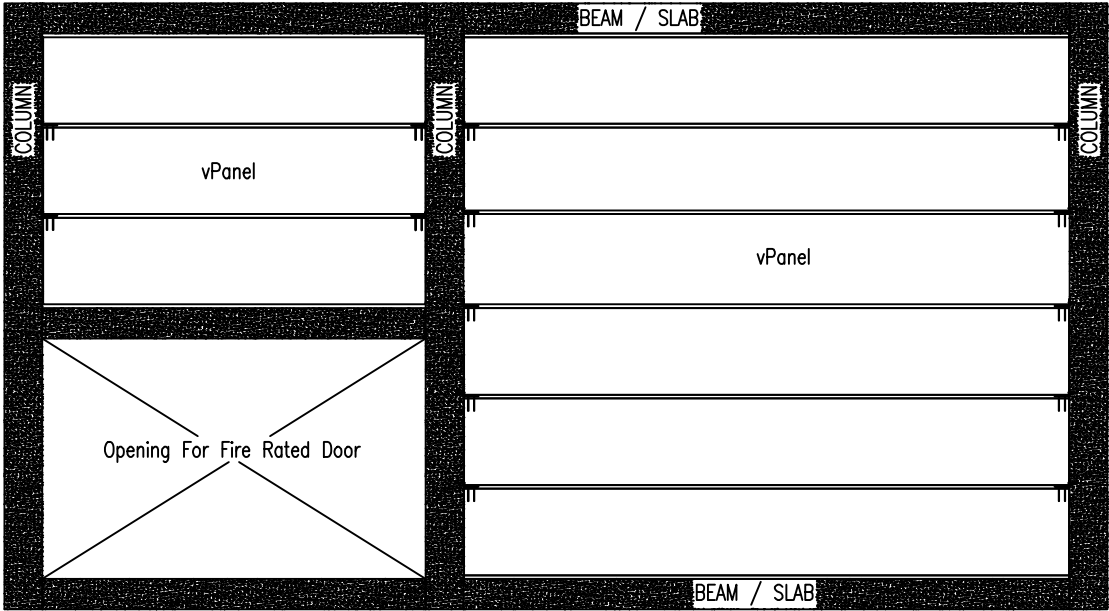 BEAM / SLAB
COLUMN
COLUMN
COLUMN
vPanel
vPanel
Opening For Fire Rated Door
BEAM / SLAB